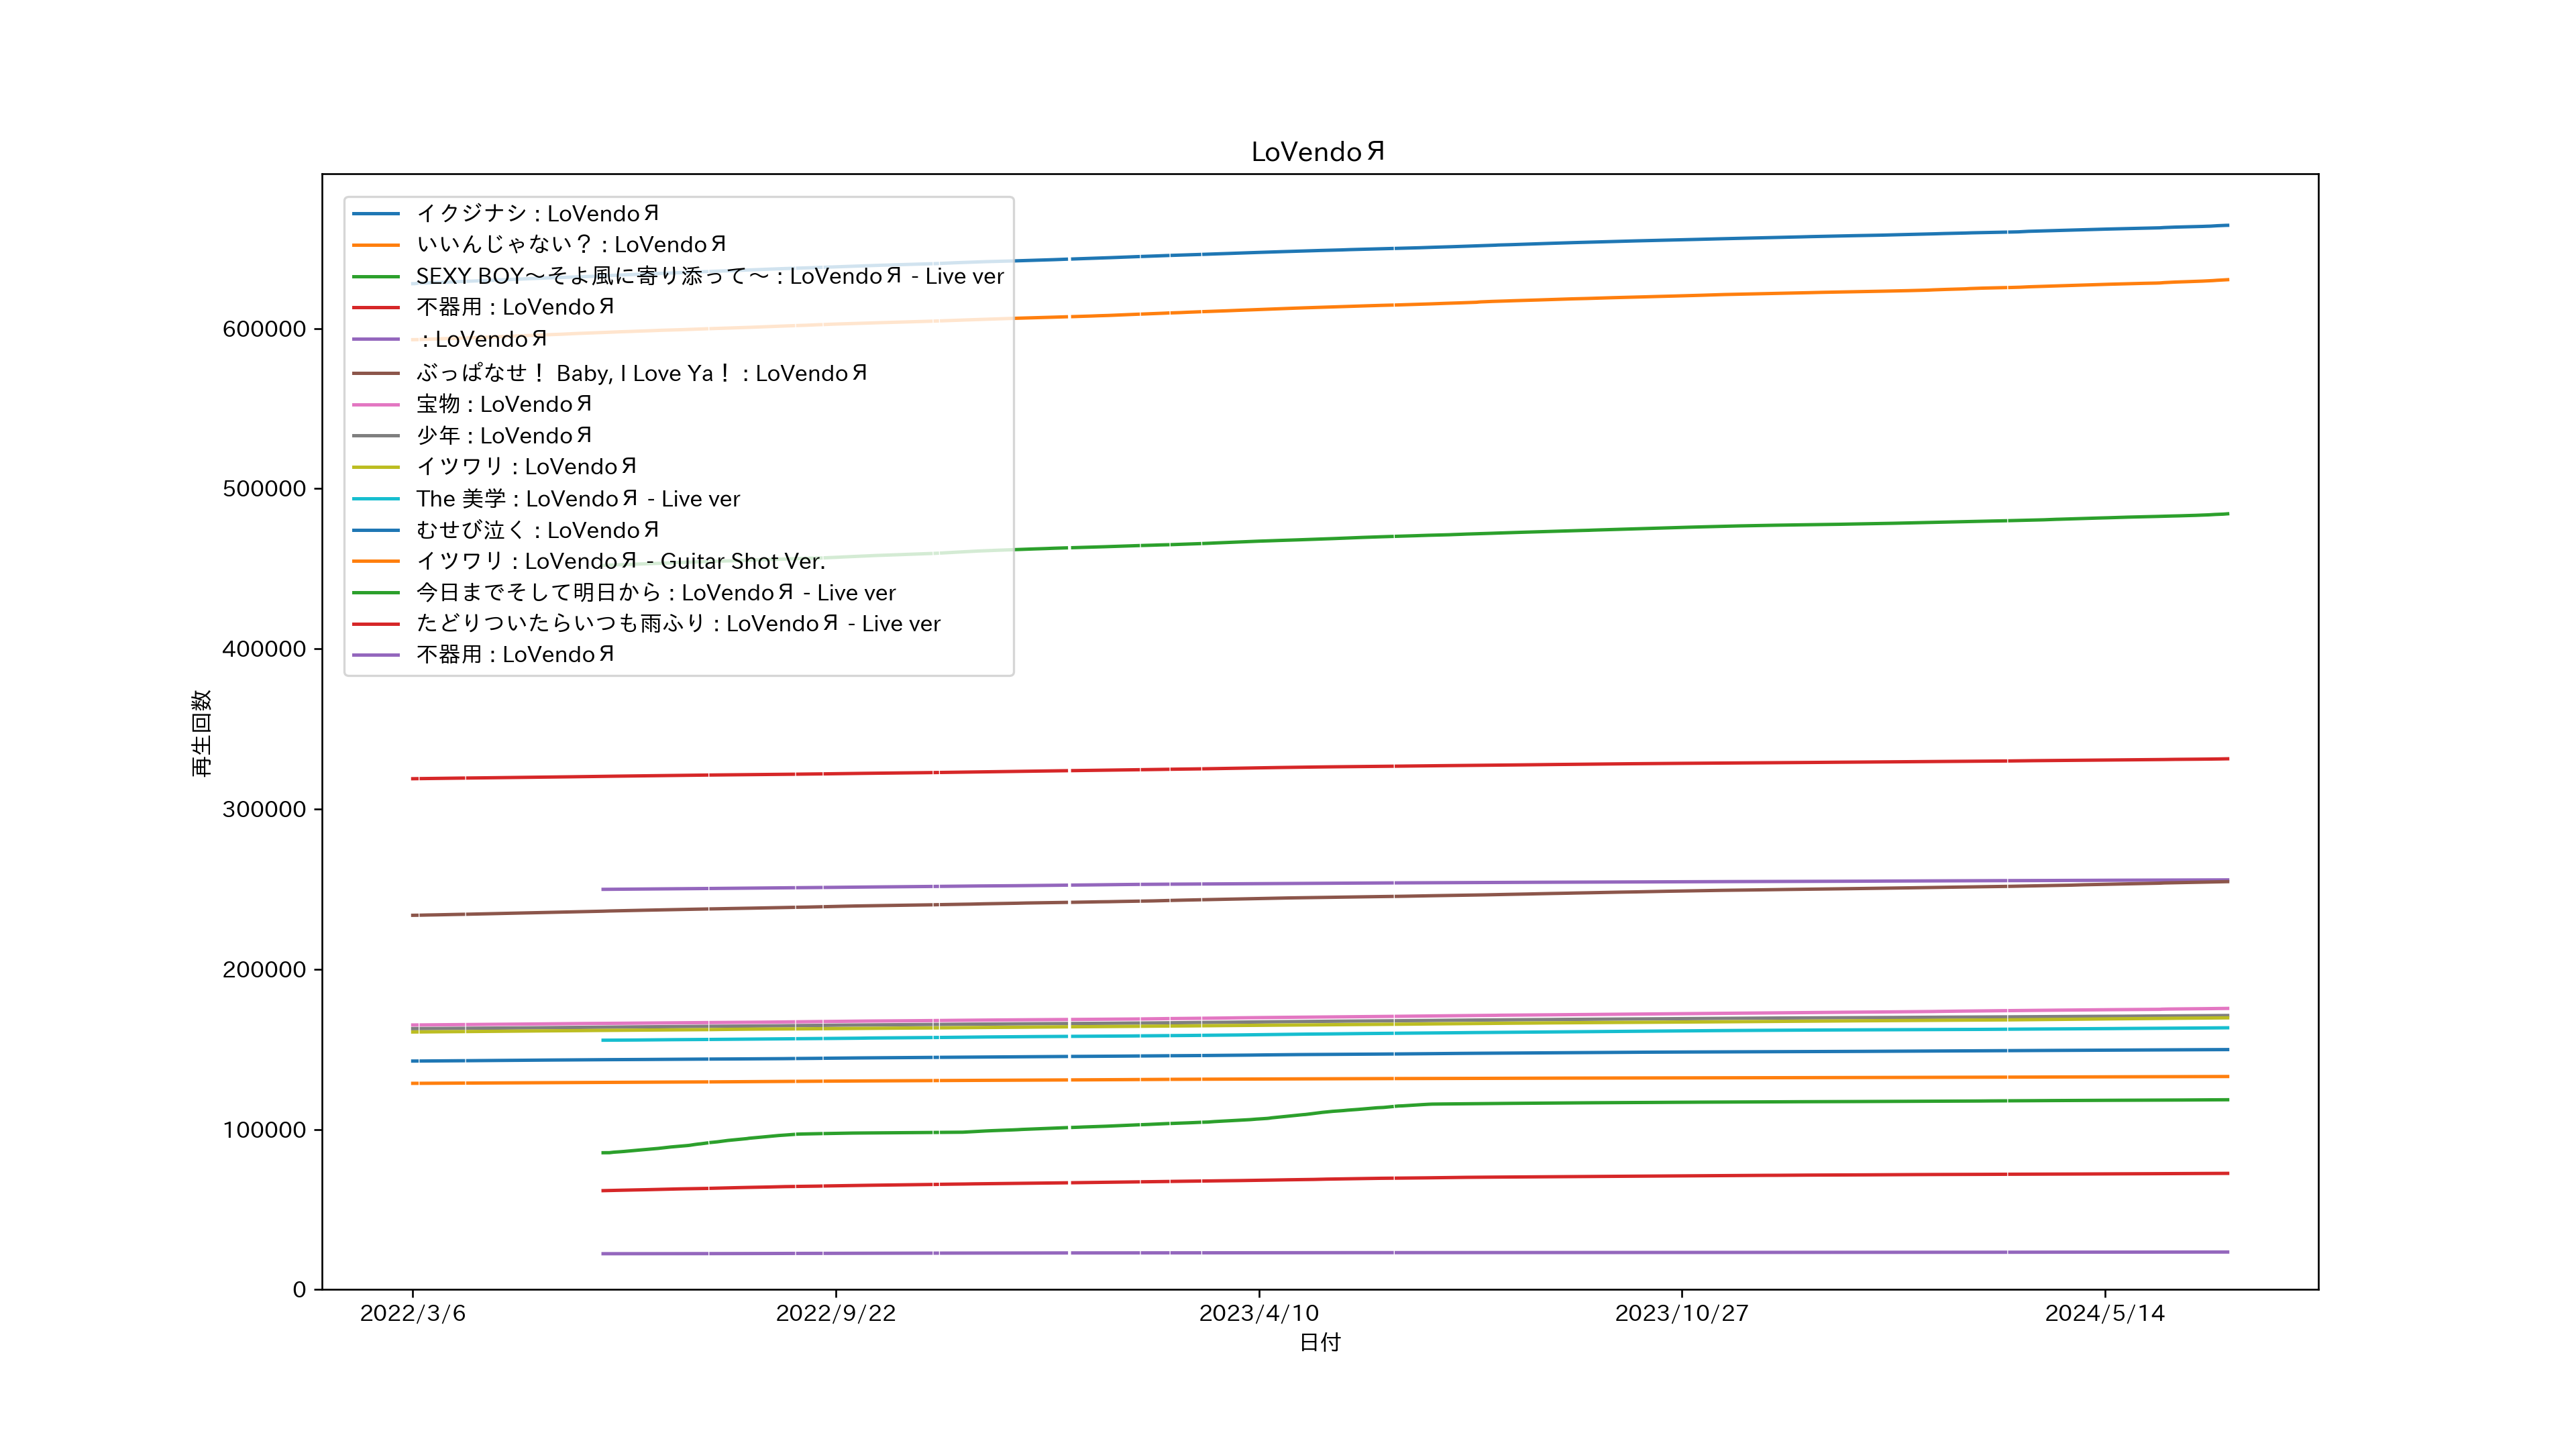 LoVendoЯ
イクジナシ : LoVendoЯ
いいんじゃない？ : LoVendoЯ
SEXY BOY～そよ風に寄り添って～ : LoVendoЯ - Live ver
不器用 : LoVendoЯ
: LoVendoЯ
ぶっぱなせ！ Baby, I Love Ya！ : LoVendoЯ
宝物 : LoVendoЯ
少年 : LoVendoЯ
イツワリ : LoVendoЯ
The 美学 : LoVendoЯ - Live ver
むせび泣く : LoVendoЯ
イツワリ : LoVendoЯ - Guitar Shot Ver.
今日までそして明日から : LoVendoЯ - Live ver
たどりついたらいつも雨ふり : LoVendoЯ - Live ver
不器用 : LoVendoЯ
600000
500000
400000
300000
200000
100000
0
再生回数
2022/3/6
2022/9/22
2023/4/10
2023/10/27
2024/5/14
日付